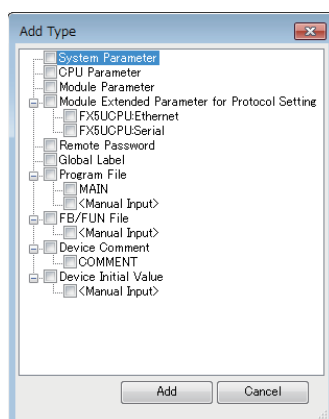 Add Type
System Parameter
CPU Parameter
Module Parameter
Module Extended Parameter for Protocol Setting
FX5UCPU:Ethernet
FX5UCPU:Serial
Remote Password
Global Label
Program File
MAIN
<Manual Input>
FB/FUN File
<Manual Input>
Device Comment
COMMENT
Device Initial Value
<Manual Input>
Add Cancel